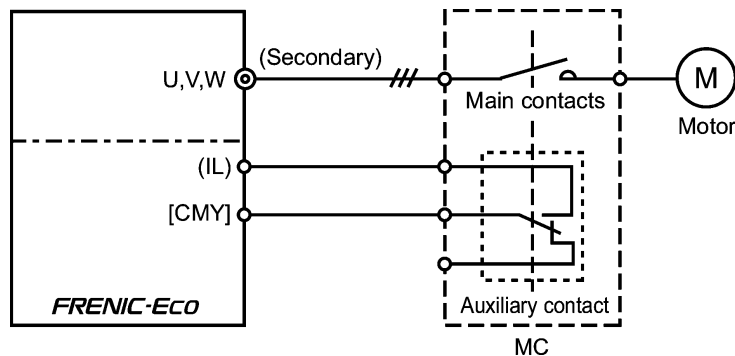 (Secondary)
U,V,W
M
Main contacts
Motor
(IL)
[CMY]
FRENIC-Eco
Auxiliary contact
MC